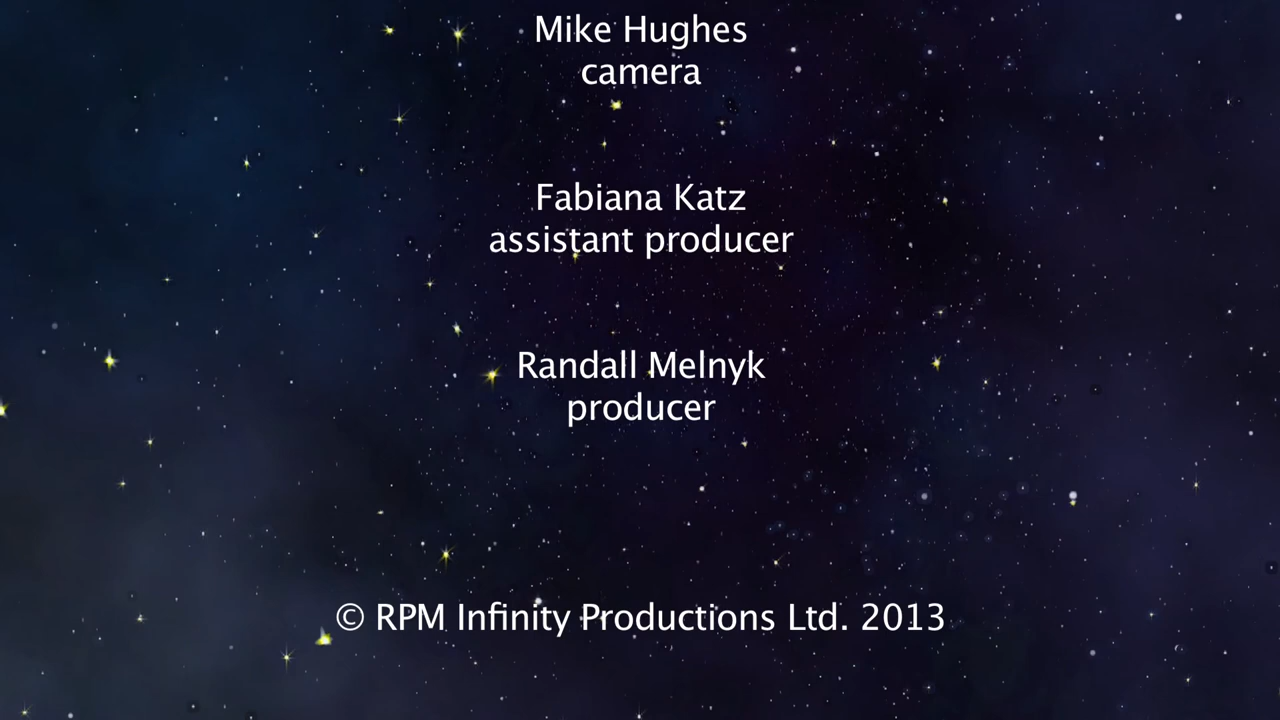 Mike Hughes
camera
Fabiana Katz
assistant producer
Randall Melnyk
producer
© RPM Infinity Productions Ltd. 2013